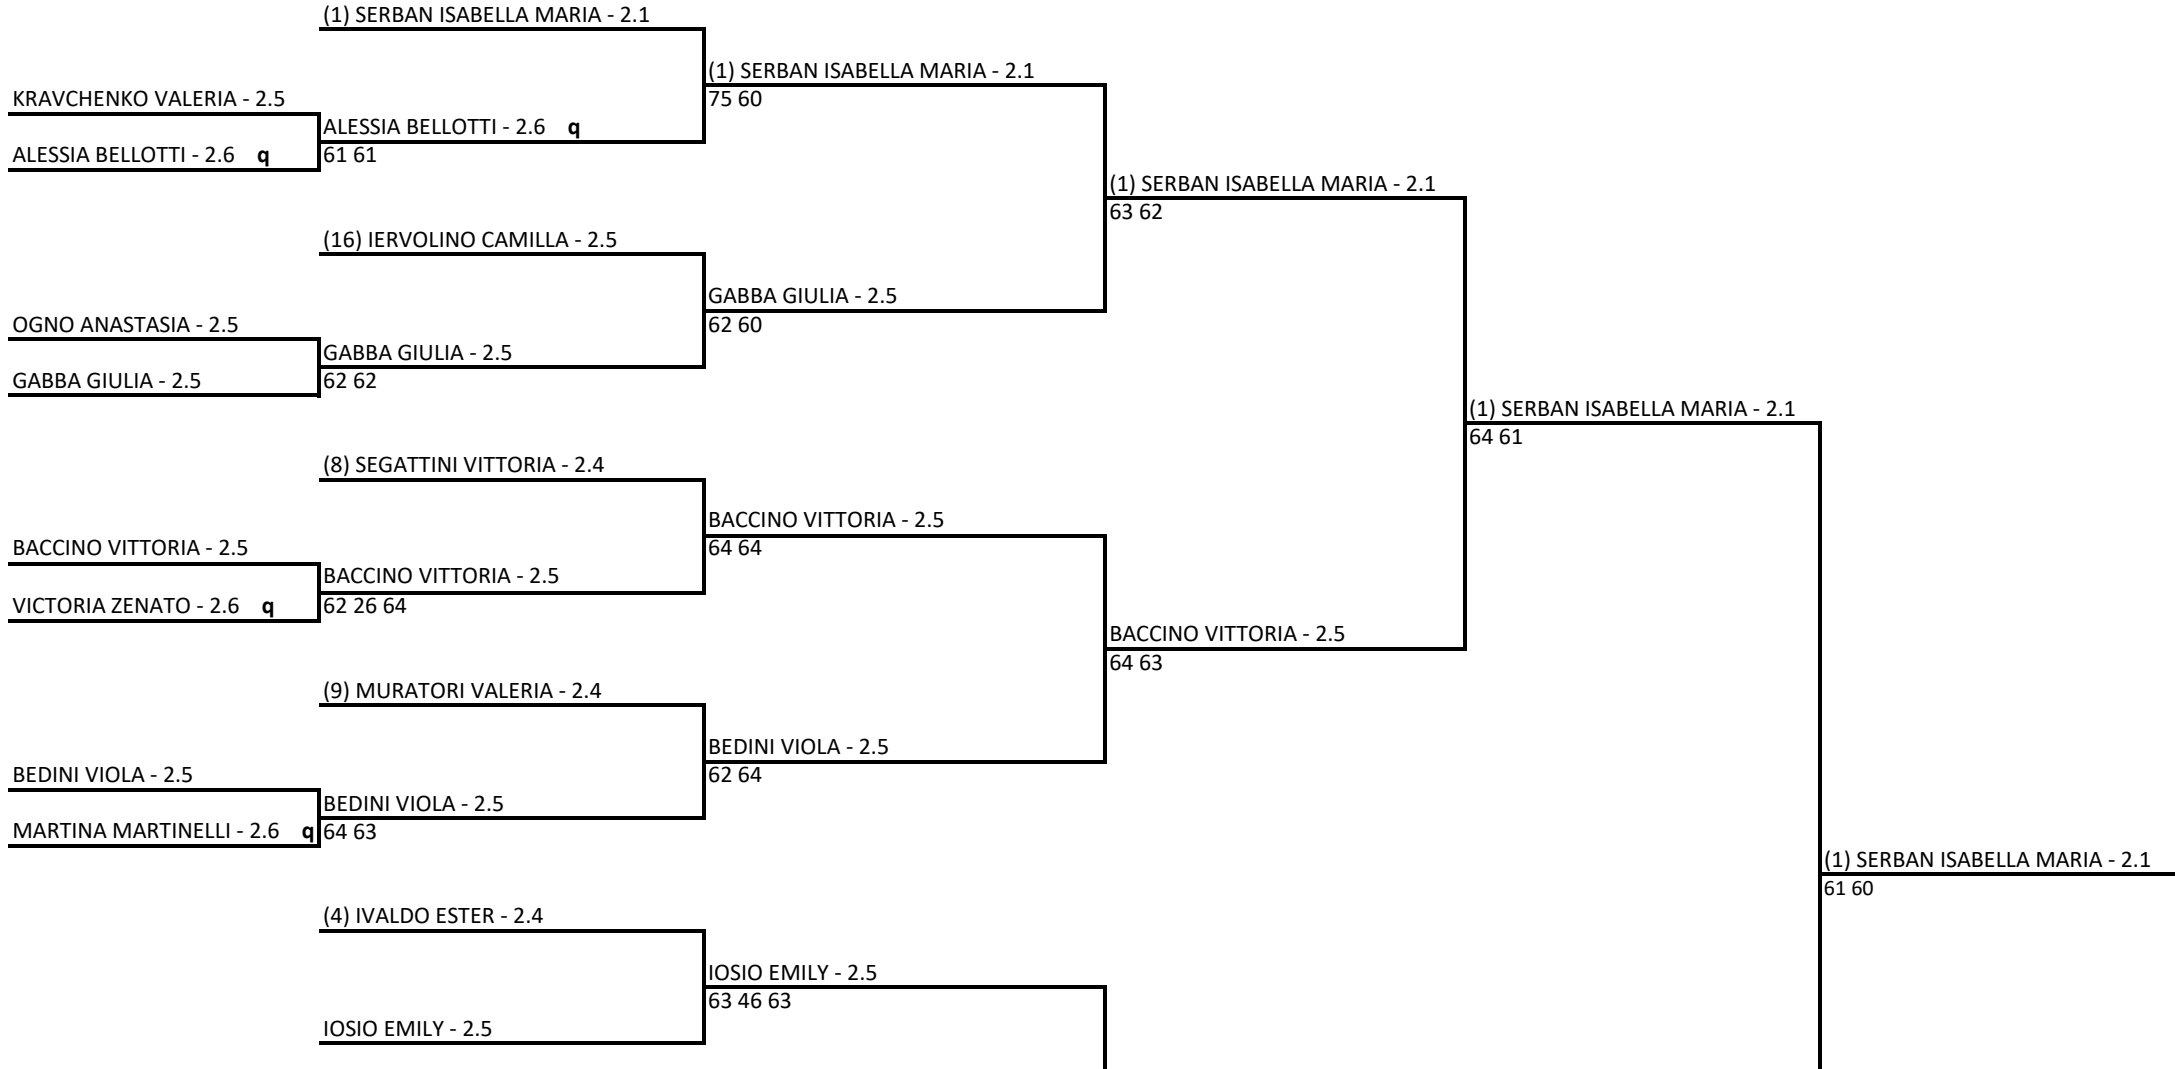 (1) SERBAN ISABELLA MARIA - 2.1
(1) SERBAN ISABELLA MARIA - 2.1
KRAVCHENKO VALERIA - 2.5
75 60
ALESSIA BELLOTTI - 2.6 q
ALESSIA BELLOTTI - 2.6 q
61 61
(1) SERBAN ISABELLA MARIA - 2.1
63 62
(16) IERVOLINO CAMILLA - 2.5
GABBA GIULIA - 2.5
OGNO ANASTASIA - 2.5
62 60
GABBA GIULIA - 2.5
GABBA GIULIA - 2.5
62 62
(1) SERBAN ISABELLA MARIA - 2.1
64 61
(8) SEGATTINI VITTORIA - 2.4
BACCINO VITTORIA - 2.5
BACCINO VITTORIA - 2.5
64 64
BACCINO VITTORIA - 2.5
VICTORIA ZENATO - 2.6 q
62 26 64
BACCINO VITTORIA - 2.5
64 63
(9) MURATORI VALERIA - 2.4
BEDINI VIOLA - 2.5
BEDINI VIOLA - 2.5
62 64
BEDINI VIOLA - 2.5
MARTINA MARTINELLI - 2.6 q
64 63
(1) SERBAN ISABELLA MARIA - 2.1
61 60
(4) IVALDO ESTER - 2.4
IOSIO EMILY - 2.5
63 46 63
IOSIO EMILY - 2.5